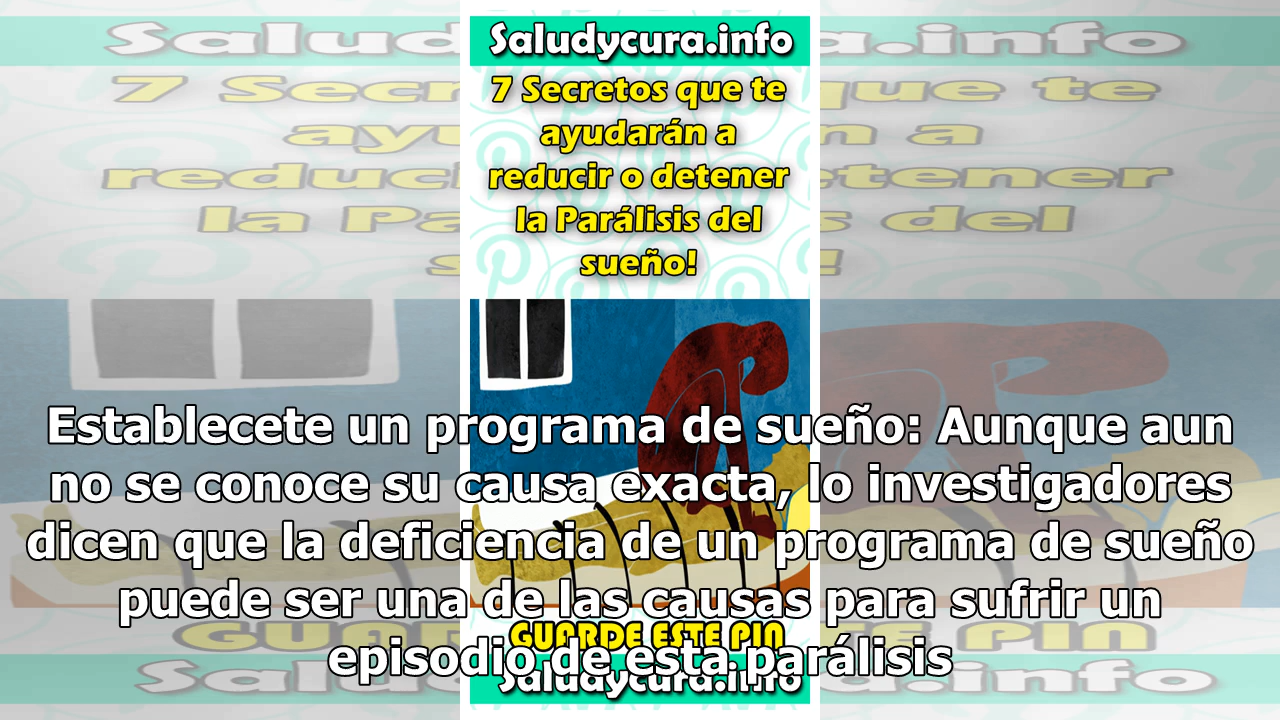 Saludycura.info
7 Secretos que te
ayudarán a
reducir o detener
la Parálisis del
sueño!
Establecete un programa de sueño: Aunque aun
no se conoce su causa exacta, lo investigadores
dicen que la deficiencia de un programa de sueño
puede ser una de las causas para sufrir un
GUARDE ESTE PIN
episodio de esta parálisis
Saludycura.info